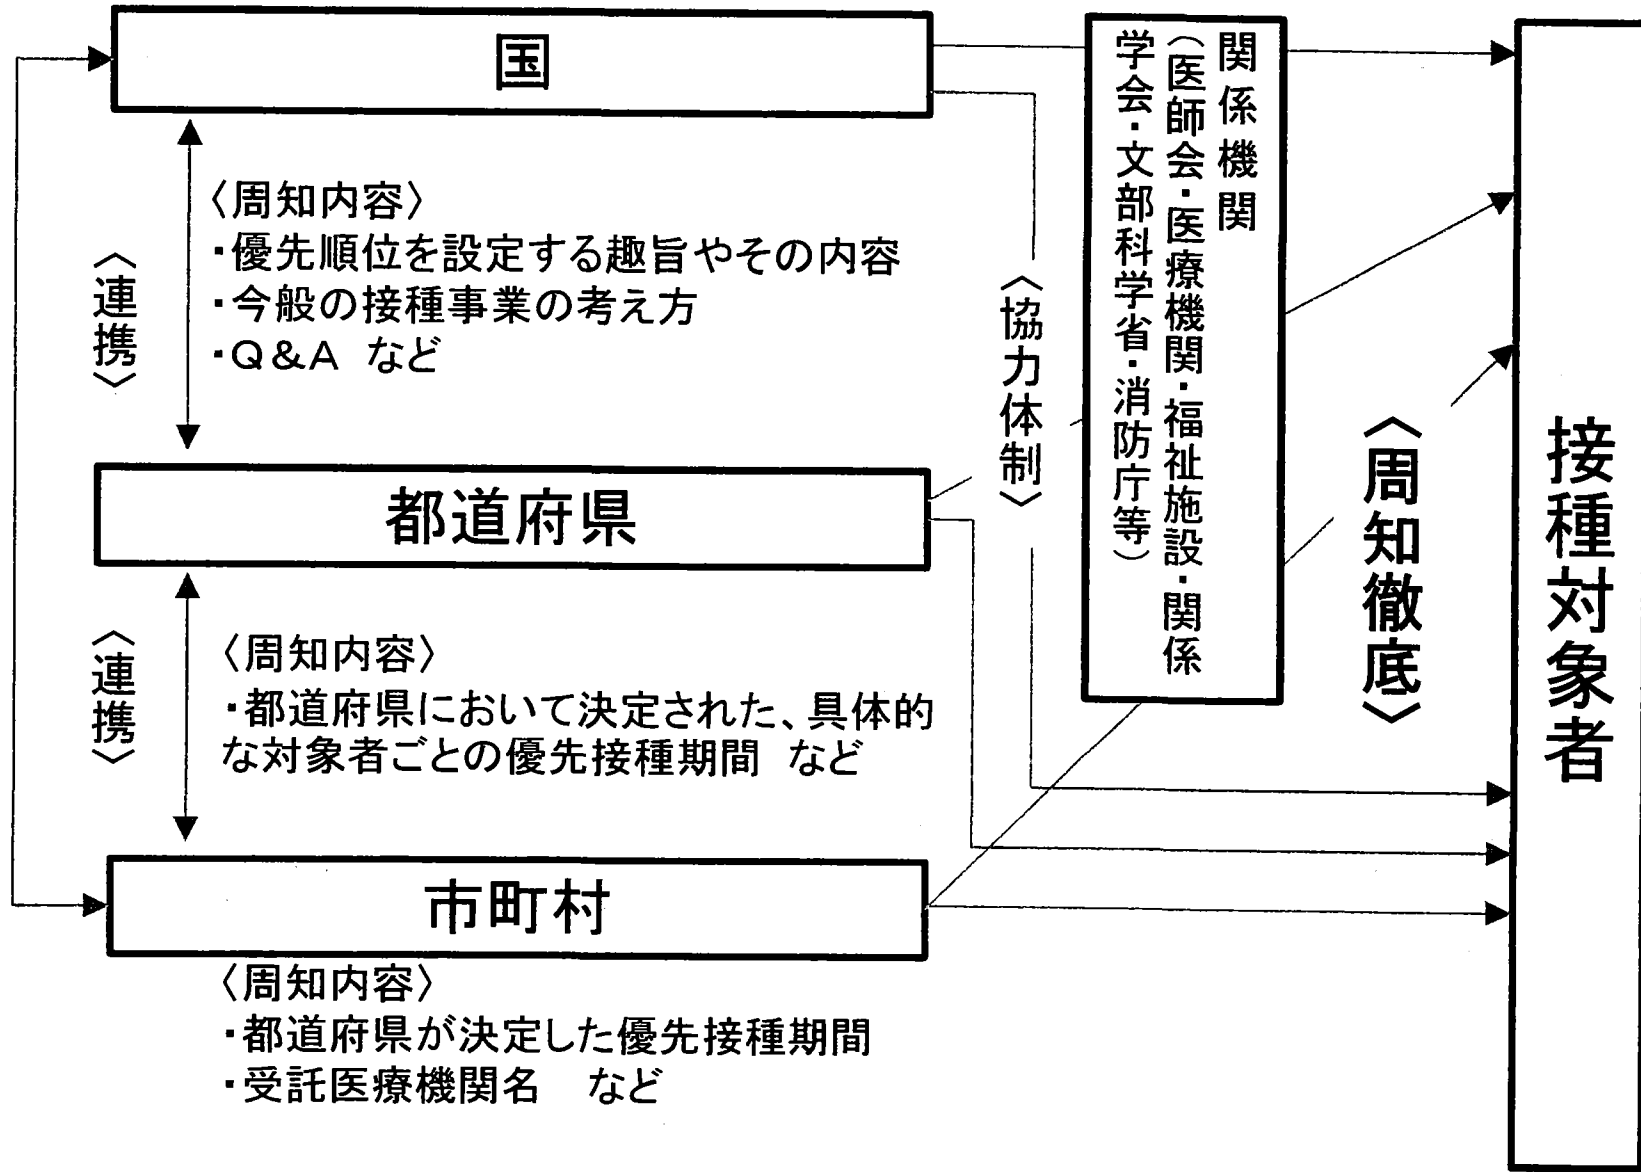 国
〈周知内容〉
・優先順位を設定する趣旨やその内容
・今般の接種事業の考え方
・Q&A など
〈連携〉
都道府県
〈連携〉
〈周知内容〉
・都道府県において決定された、具体的
な対象者ごとの優先接種期間 など
市町村
〈周知内容〉
・都道府県が決定した優先接種期間
・受託医療機関名 など
〈協力体制〉
関係機関
（医師会・医療機関・福祉施設・関係
学会・文部科学省・消防庁等）
〈周知徹底〉
接種対象者